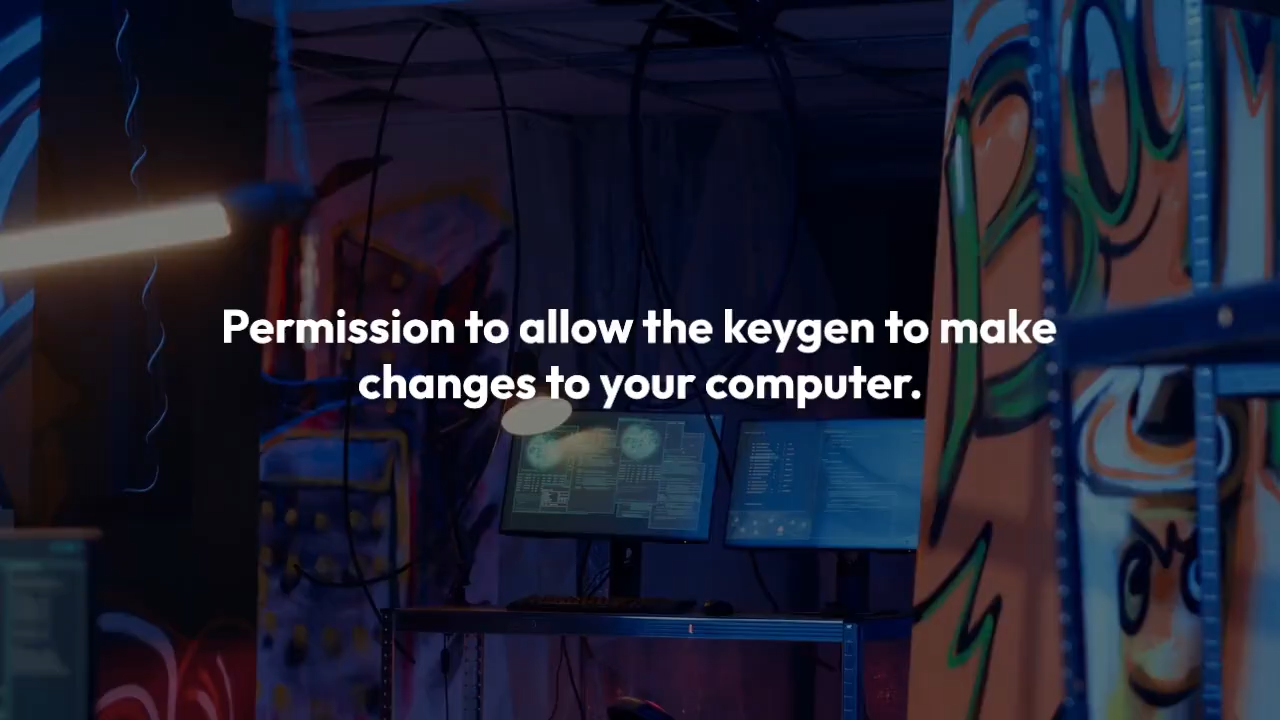 Permission to allow the keygen to make
changes to your computer.